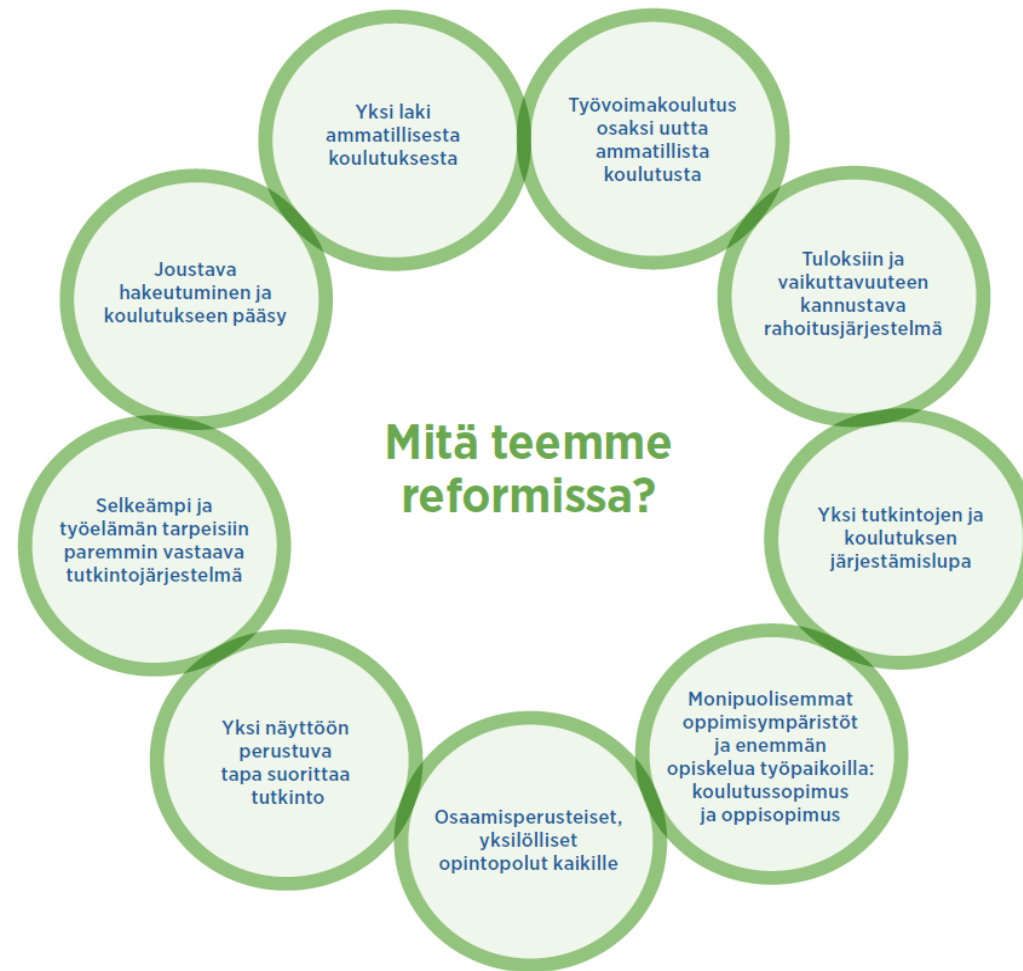 Yksi laki
ammatillisesta
koulutuksesta
Työvoimakoulutus
osaksi uutta
ammatillista
koulutusta
Tuloksiin ja
vaikuttavuuteen
kannustava
rahoitusjärjestelmä
Yksi tutkintojen ja
koulutuksen
järjestämislupa
Monipuolisemmat
oppimisympäristöt
ja enemmän
opiskelua työpaikoilla:
koulutussopimus
ja oppisopimus
Osaamisperusteiset,
yksilölliset
opintopolut kaikille
Yksi näyttöön
perustuva
tapa suorittaa
tutkinto
Selkeämpi ja
työelämän tarpeisiin
paremmin vastaava
tutkintojärjestelmä
Joustava
hakeutuminen ja
koulutukseen pääsy
Mitä teemme
reformissa?